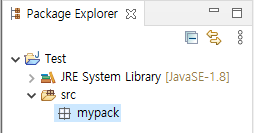 Package Explorer
Test
JRE System Library [JavaSE-1.8]
src
mypack